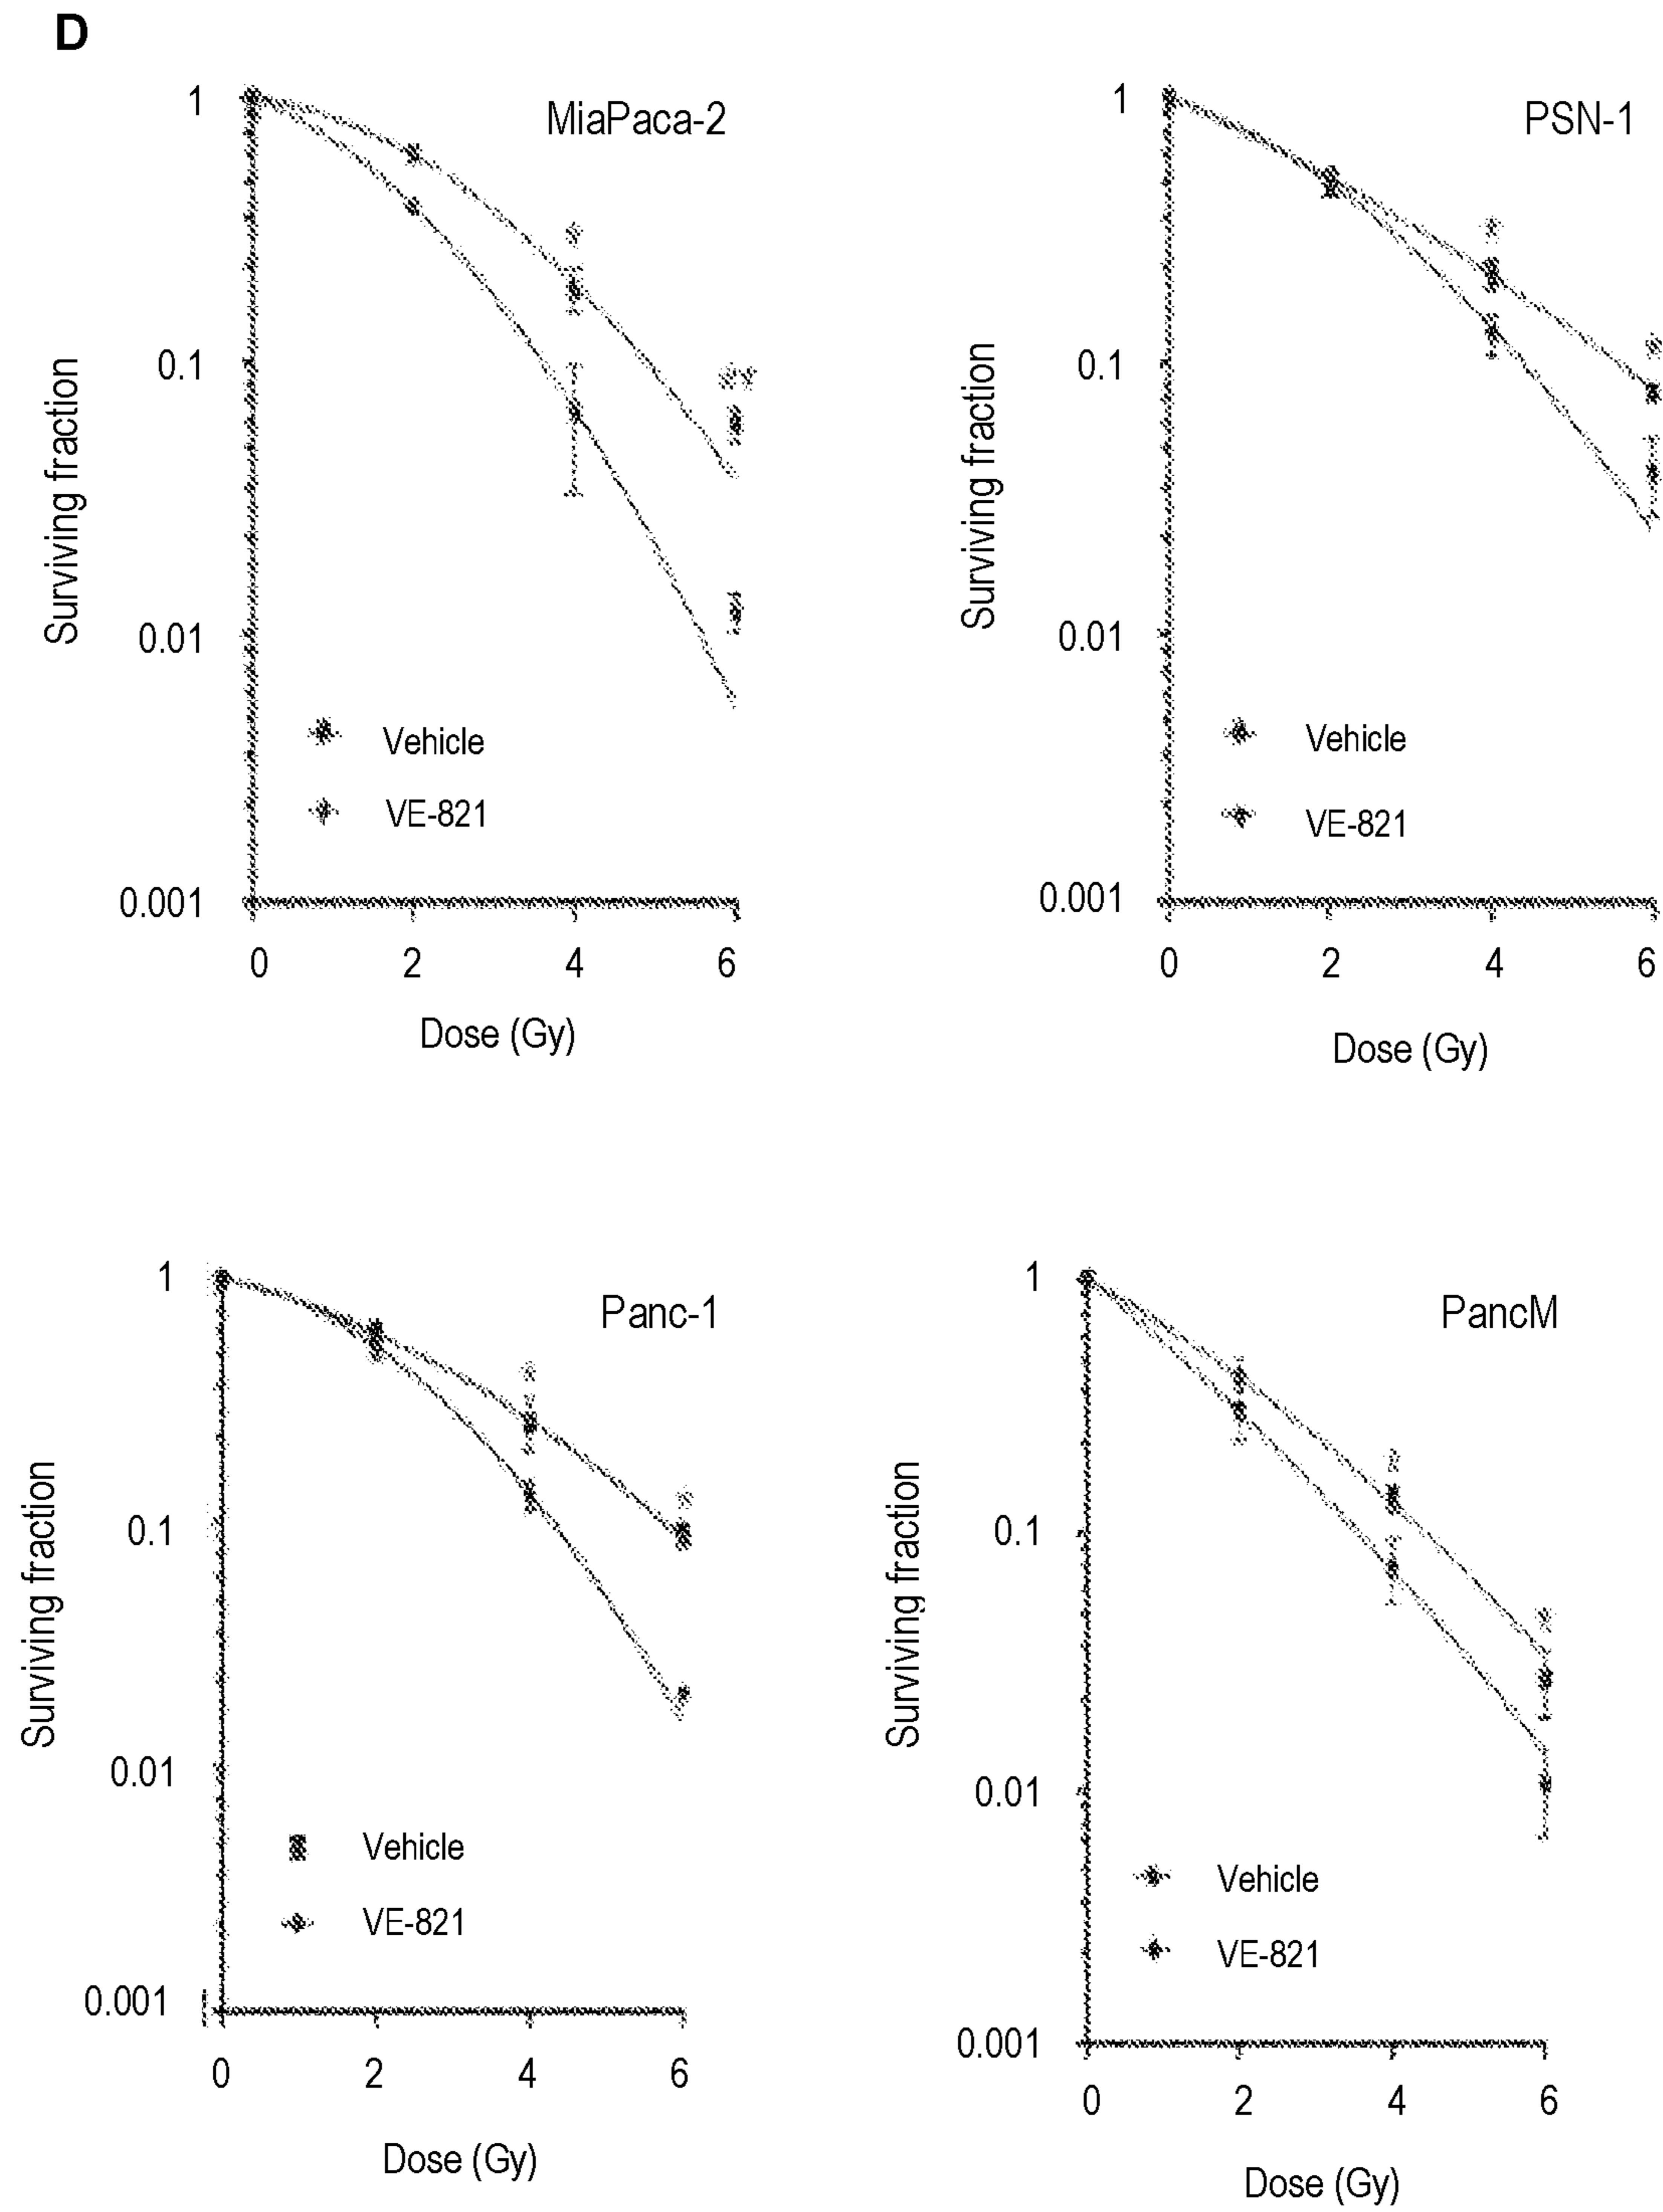 D
MiaPaca-2
1
0.1
0.01
0.001
Surviving fraction
Vehicle
VE-821
0 2 4 6
Dose (Gy)
PSN-1
1
0.1
0.01
0.001
Surviving fraction
Vehicle
VE-821
0 2 4 6
Dose (Gy)
Panc-1
1
0.1
0.01
0.001
Surviving fraction
Vehicle
VE-821
0 2 4 6
Dose (Gy)
PancM
1
0.1
0.01
0.001
Surviving fraction
Vehicle
VE-821
0 2 4 6
Dose (Gy)